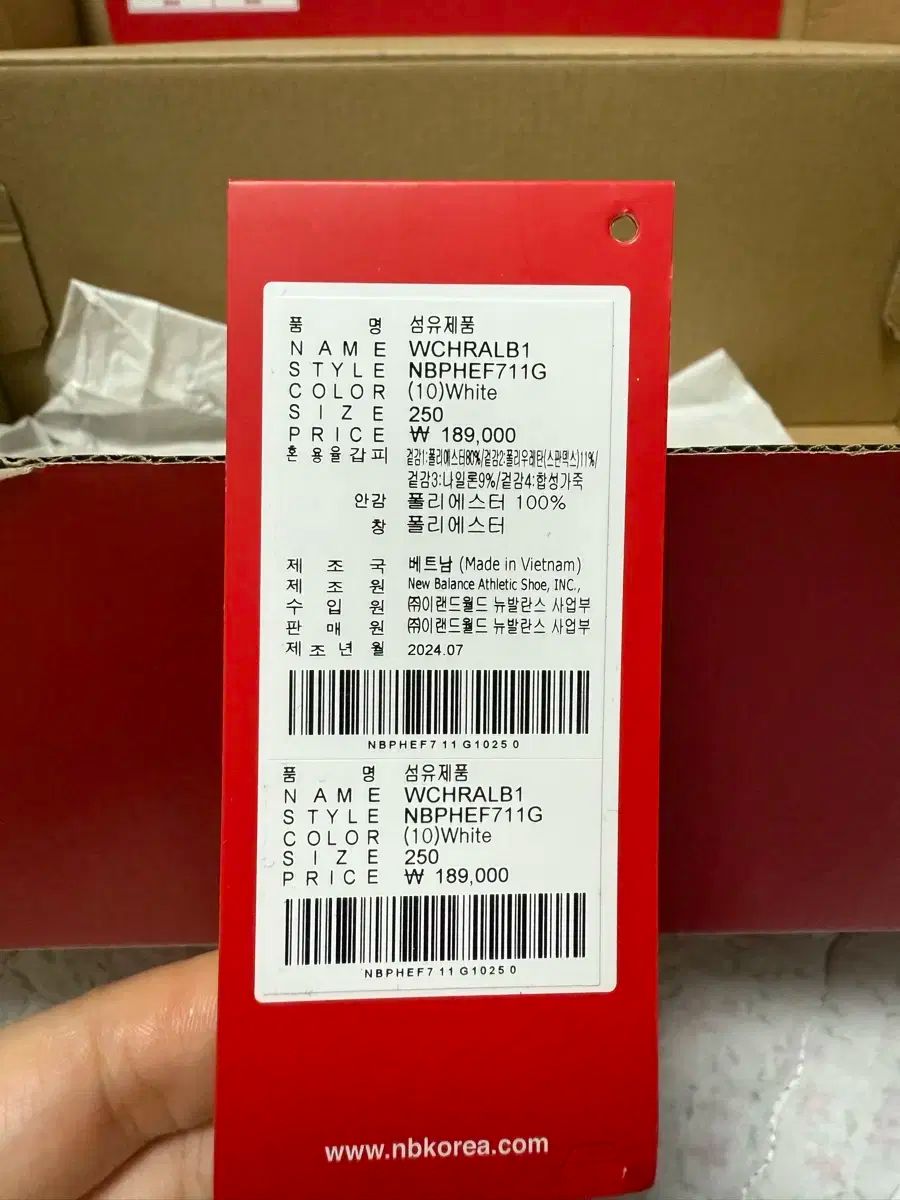 품 명 섬유제품
NAME WCHRALB1
STYLE NBPHEF711G
COLOR (10)White
SIZE 250
PRICE ₩ 189,000
혼용율갑피 겉감1:폴리에스터80%/겉감2:폴리우레탄(스판덱스)11%/
겉감3:나일론9%/겉감4:합성가죽
안감 폴리에스터 100%
창 폴리에스터
제조국 베트남 (Made in Vietnam)
제조원 New Balance Athletic Shoe, INC.,
수입원 ㈜이랜드월드 뉴발란스 사업부
판매원 ㈜이랜드월드 뉴발란스 사업부
제조년월 2024.07
NBPHEF711G10250
품 명 섬유제품
NAME WCHRALB1
STYLE NBPHEF711G
COLOR (10)White
SIZE 250
PRICE ₩ 189,000
NBPHEF711G10250
www.nbkorea.com